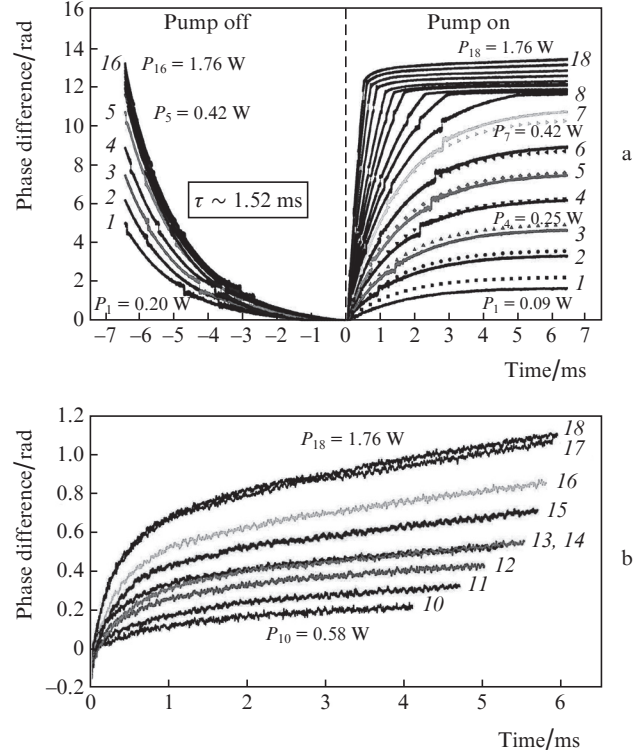 Phase difference/rad
16
14
12
10
8
6
4
2
0
Pump off
Pump on
16
P16 = 1.76 W
P5 = 0.42 W
5
4
3
2
1
P1 = 0.20 W
τ ~ 1.52 ms
P18 = 1.76 W
18
8
7
P7 = 0.42 W
6
5
4
P4 = 0.25 W
3
2
1
P1 = 0.09 W
a
−7 −6 −5 −4 −3 −2 −1 0 1 2 3 4 5 6 7
Time/ms
Phase difference/rad
1.2
1.0
0.8
0.6
0.4
0.2
0
−0.2
P18 = 1.76 W
18
17
16
15
13, 14
12
11
10
P10 = 0.58 W
b
0 1 2 3 4 5 6
Time/ms